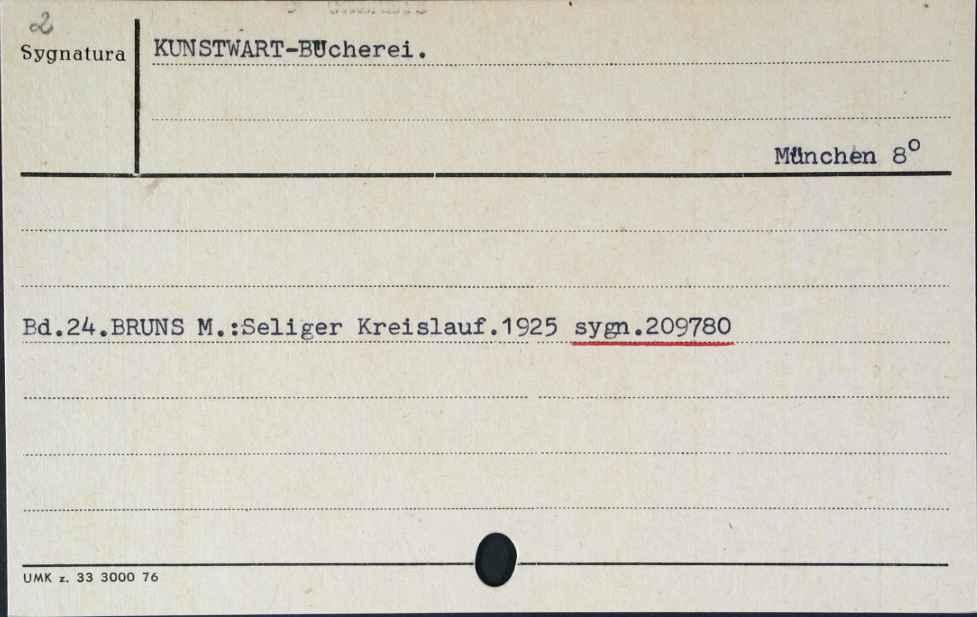 2
Sygnatura
KUNSTWART-Bücherei.
München 8°
Bd.24.BRUNS M.:Seliger Kreislauf.1925 sygn.209780
UMK z. 33 3000 76